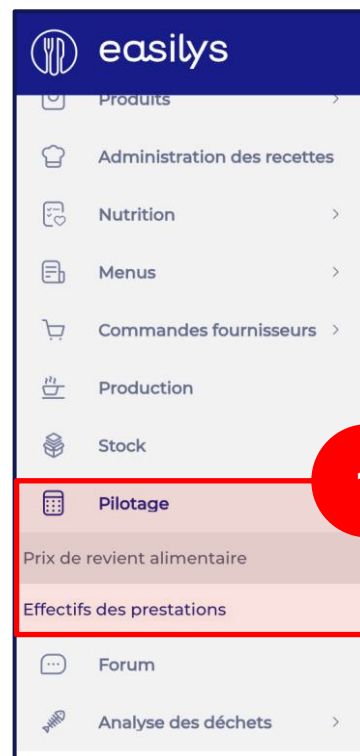 easilys
Produits
Administration des recettes
Nutrition
Menus
Commandes fournisseurs
Production
Stock
Pilotage
Prix de revient alimentaire
Effectifs des prestations
Forum
Analyse des déchets